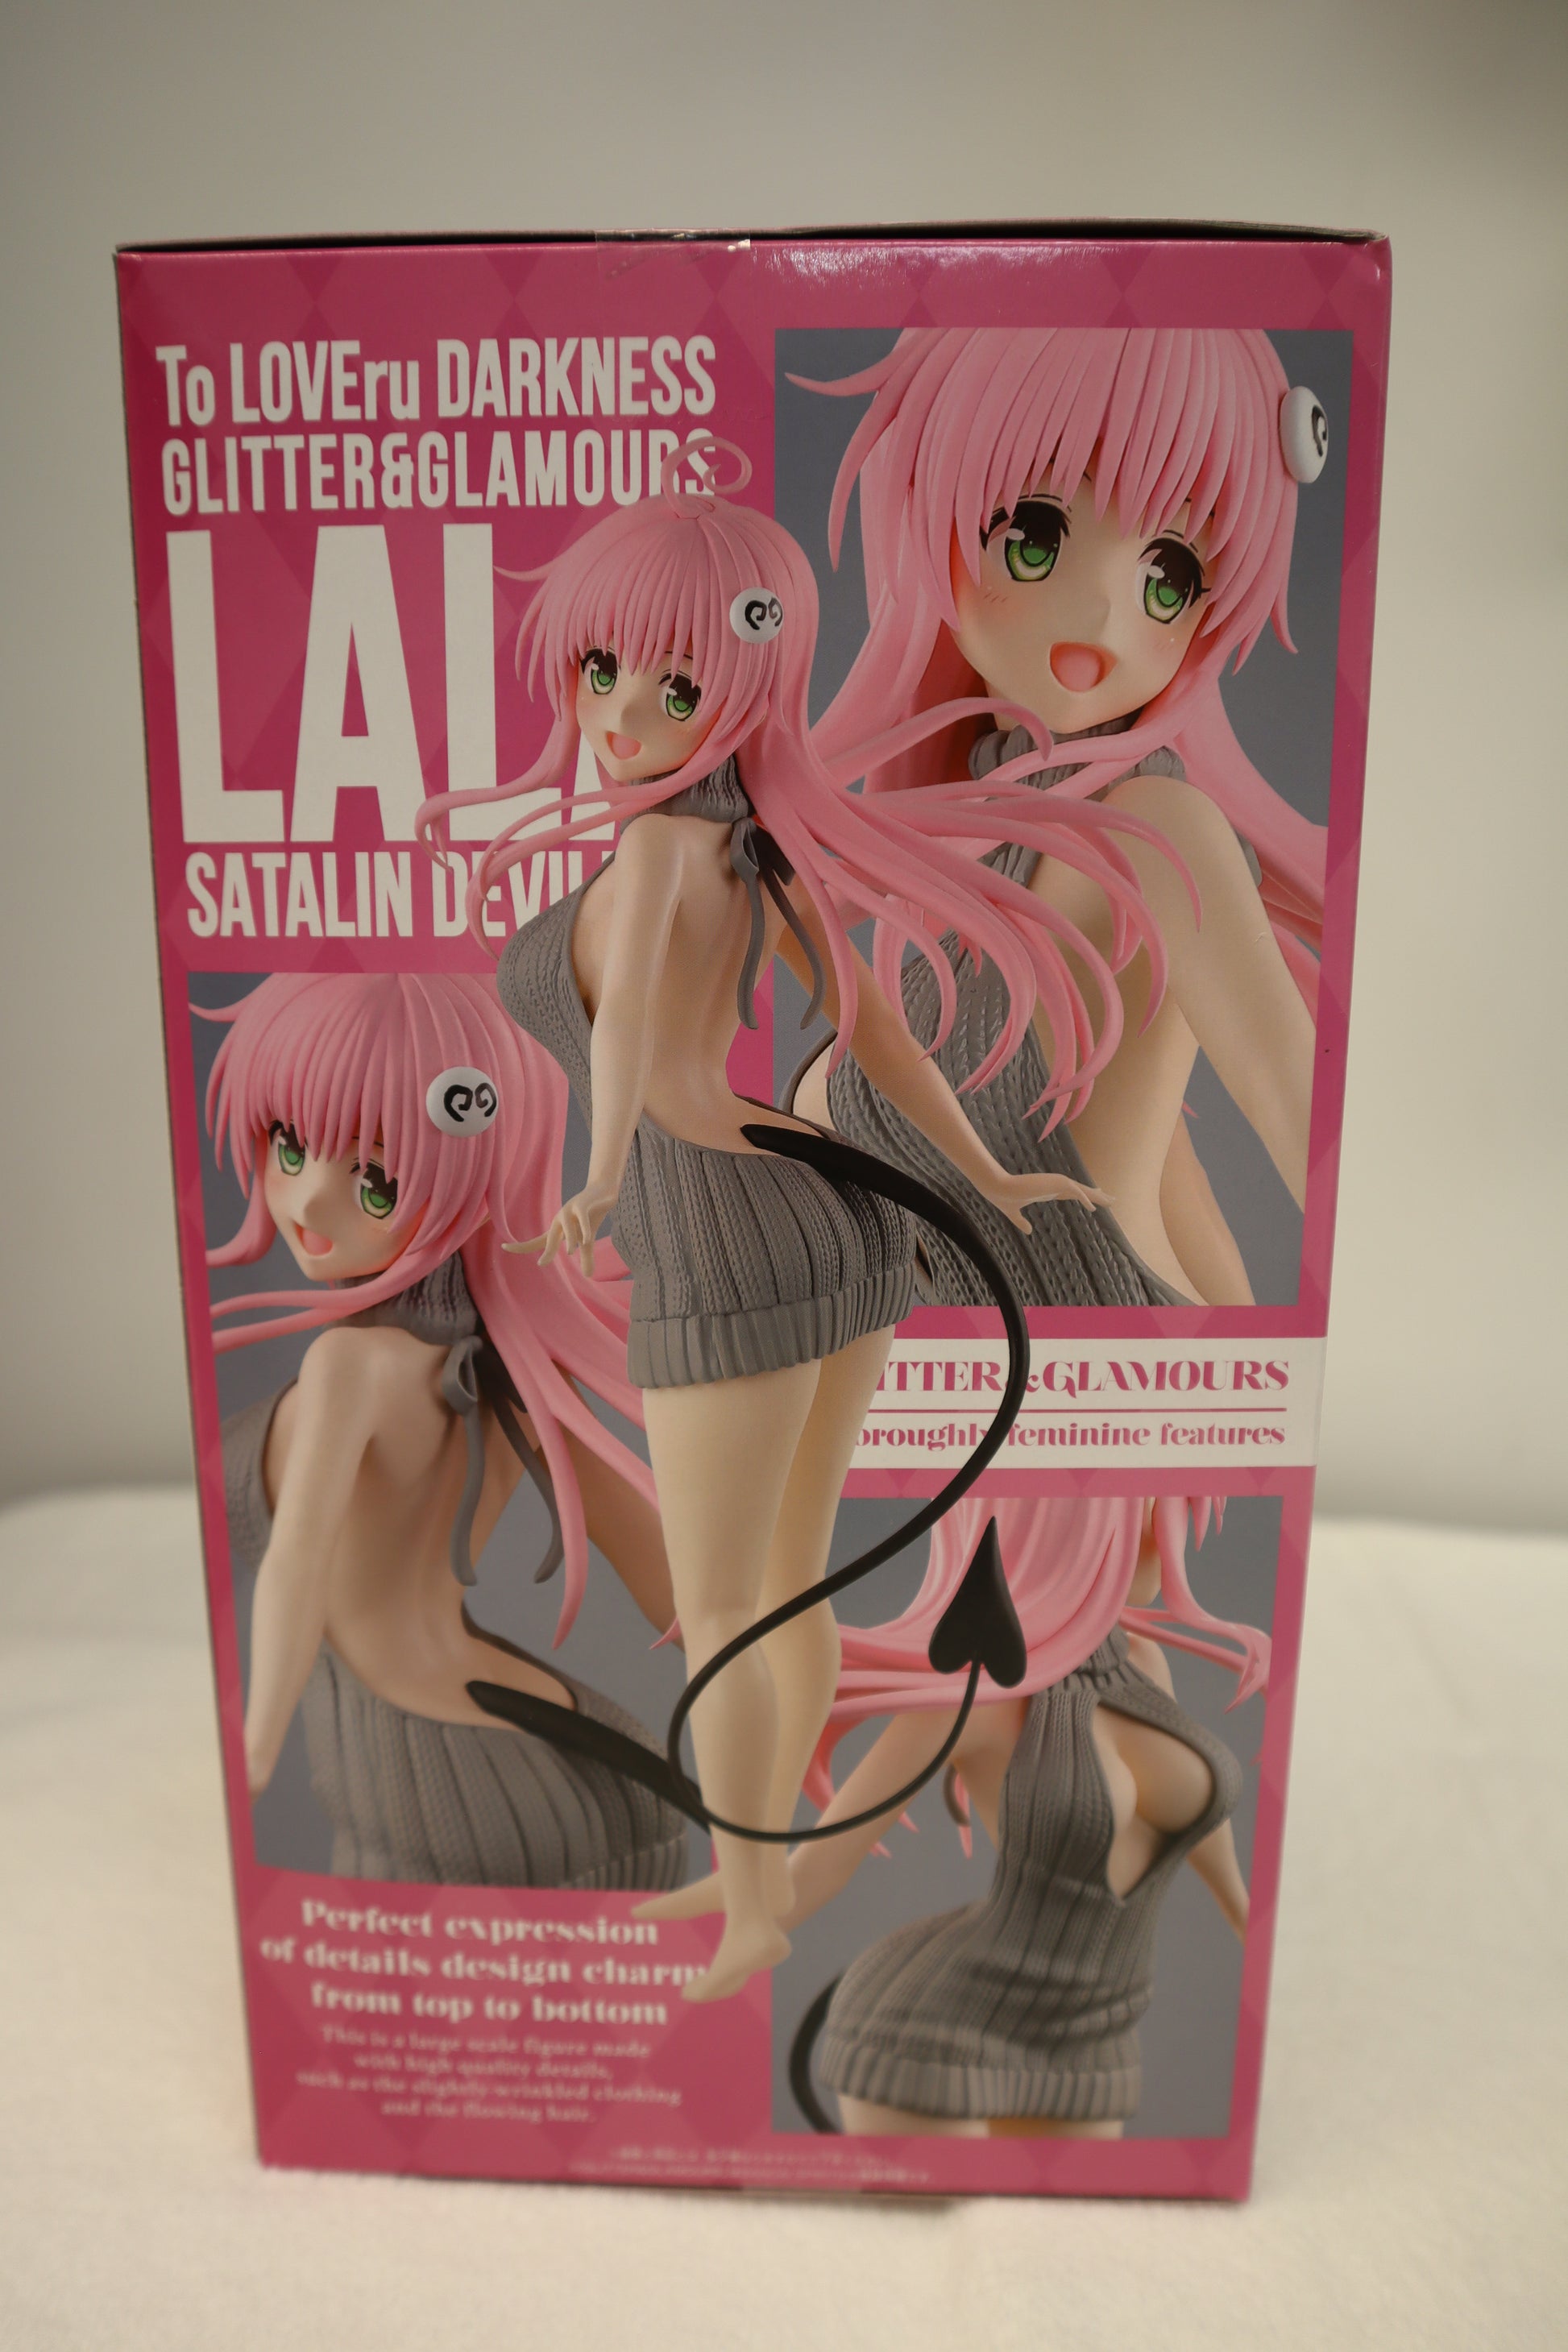 To LOVEru DARKNESS
GLITTER&GLAMOURS
LALA
SATALIN DEVIL
ITTER&GLAMOURS
oroughly feminine features
Perfect expression
of details design charm
from top to bottom
This is a large scale figure made
with high quality details,
such as the slightly wrinkled clothing
and the flowing hair.